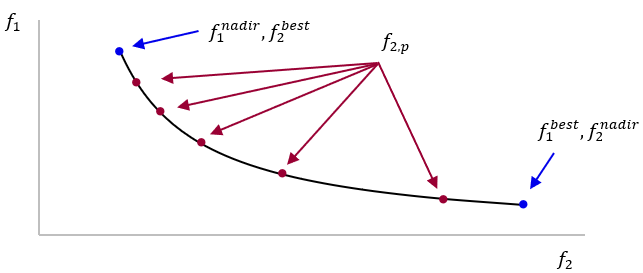 f₁
f₁ⁿᵃᵈⁱʳ, f₂ᵇᵉˢᵗ
f₂,ₚ
f₁ᵇᵉˢᵗ, f₂ⁿᵃᵈⁱʳ
f₂